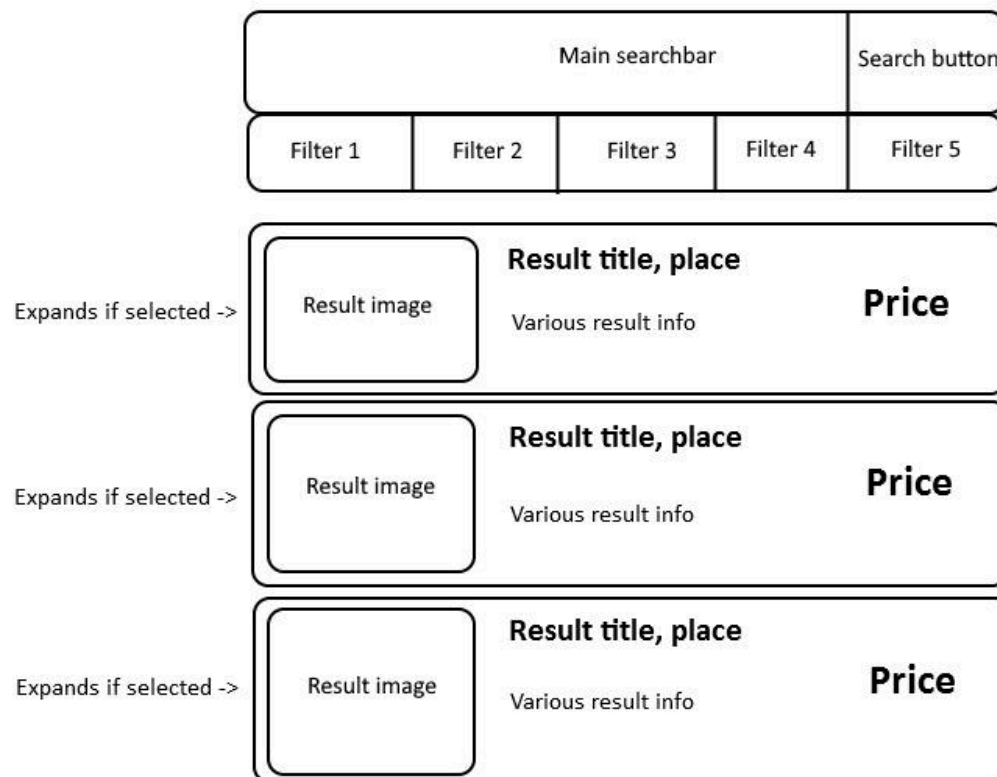 Main searchbar
Search button
Filter 1
Filter 2
Filter 3
Filter 4
Filter 5
Expands if selected ->
Result image
Result title, place
Various result info
Price
Expands if selected ->
Result image
Result title, place
Various result info
Price
Expands if selected ->
Result image
Result title, place
Various result info
Price